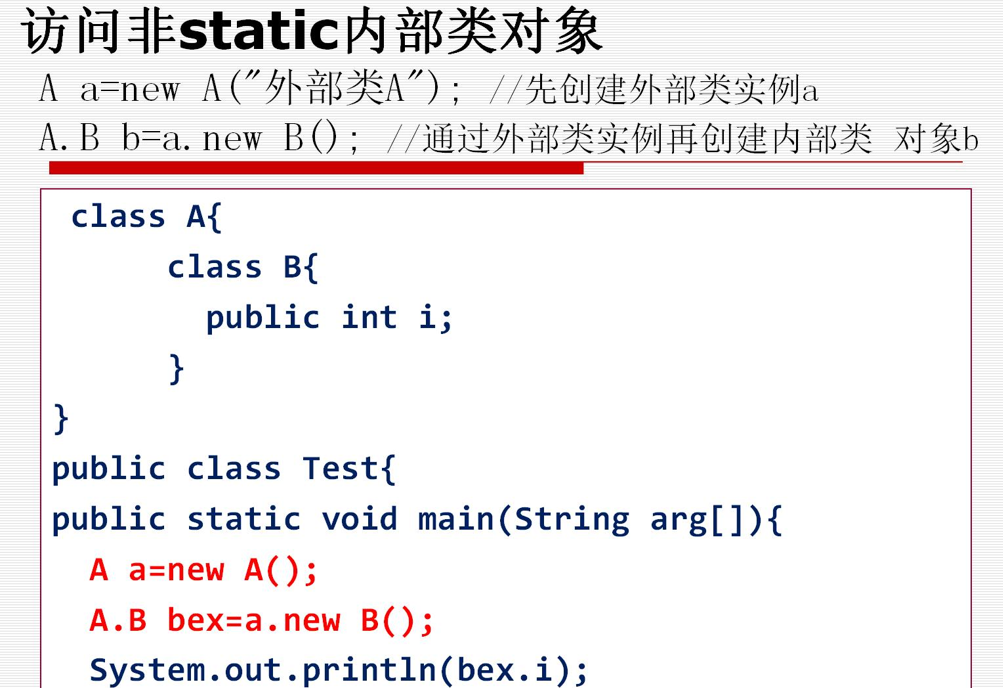 访问非static内部类对象
A a=new A("外部类A"); //先创建外部类实例a
A.B b=a.new B(); //通过外部类实例再创建内部类 对象b
class A{
class B{
public int i;
}
}
public class Test{
public static void main(String arg[]){
A a=new A();
A.B bex=a.new B();
System.out.println(bex.i);